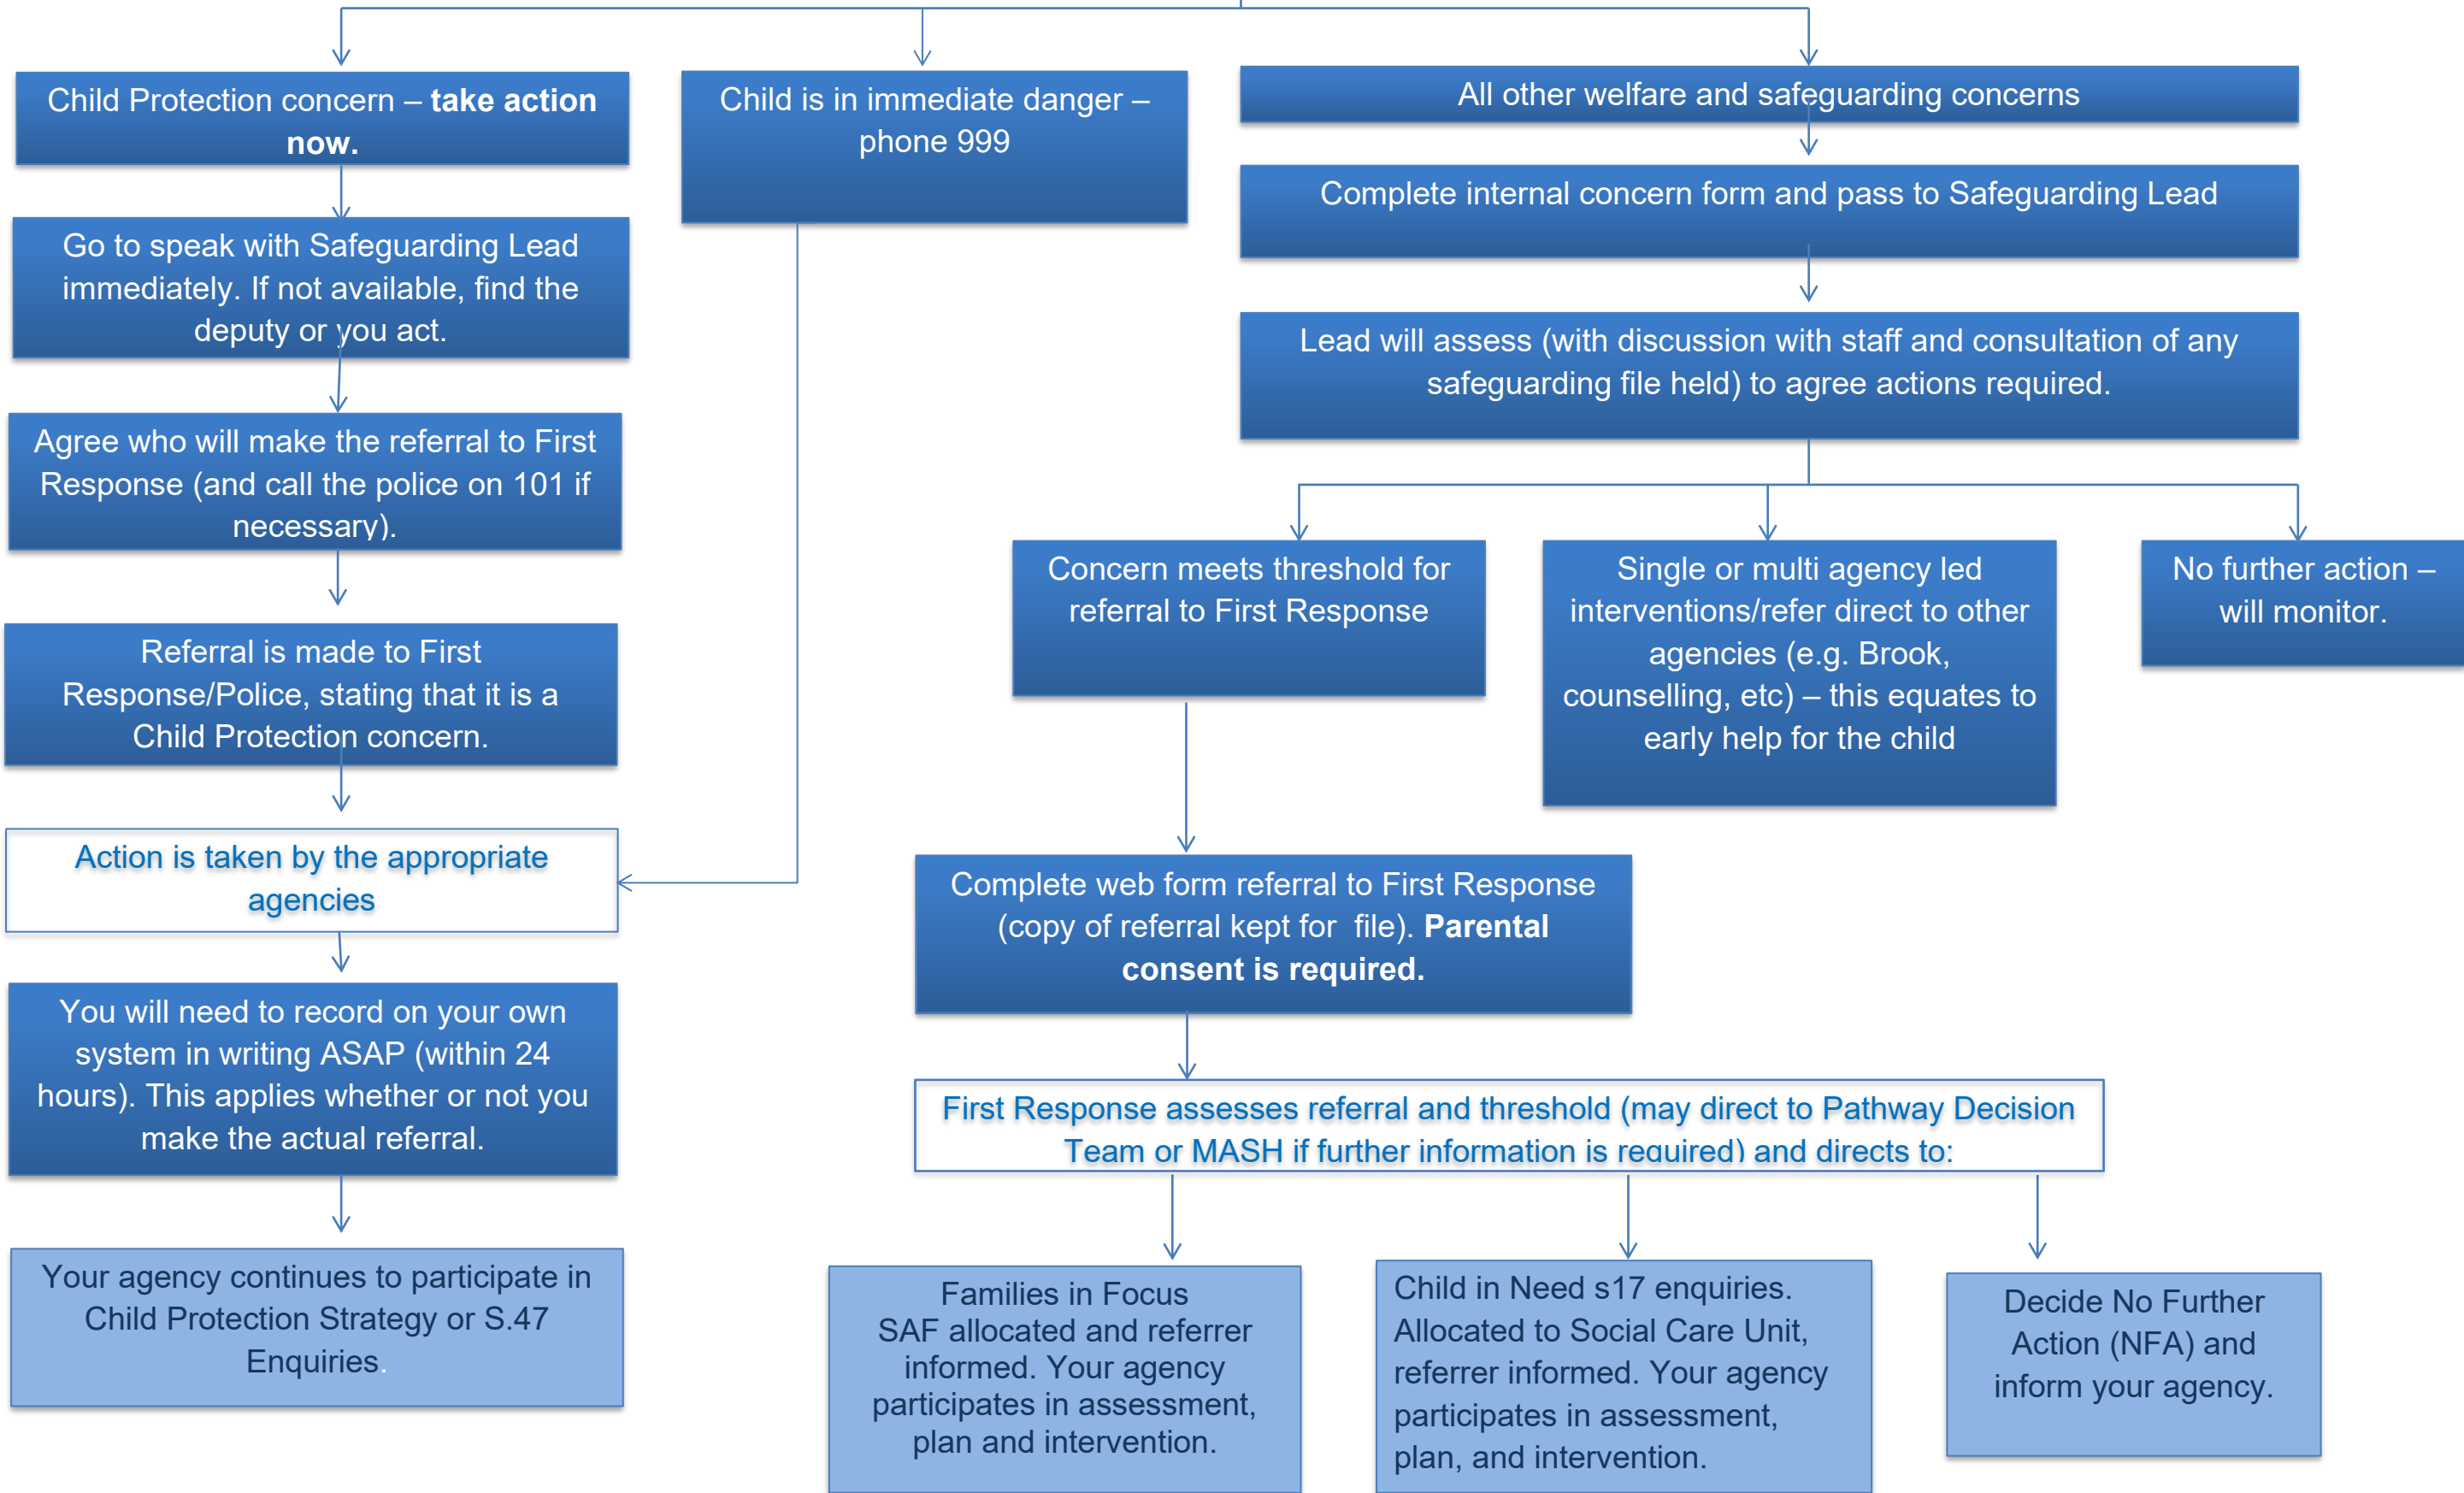 Child Protection concern – take action
now.
Child is in immediate danger –
phone 999
All other welfare and safeguarding concerns
Go to speak with Safeguarding Lead
immediately. If not available, find the
deputy or you act.
Complete internal concern form and pass to Safeguarding Lead
Agree who will make the referral to First
Response (and call the police on 101 if
necessary).
Lead will assess (with discussion with staff and consultation of any
safeguarding file held) to agree actions required.
Referral is made to First
Response/Police, stating that it is a
Child Protection concern.
Concern meets threshold for
referral to First Response
Single or multi agency led
interventions/refer direct to other
agencies (e.g. Brook,
counselling, etc) – this equates to
early help for the child
No further action –
will monitor.
Action is taken by the appropriate
agencies
Complete web form referral to First Response
(copy of referral kept for  file). Parental
consent is required.
You will need to record on your own
system in writing ASAP (within 24
hours). This applies whether or not you
make the actual referral.
First Response assesses referral and threshold (may direct to Pathway Decision
Team or MASH if further information is required) and directs to:
Your agency continues to participate in
Child Protection Strategy or S.47
Enquiries.
Families in Focus
SAF allocated and referrer
informed. Your agency
participates in assessment,
plan and intervention.
Child in Need s17 enquiries.
Allocated to Social Care Unit,
referrer informed. Your agency
participates in assessment,
plan, and intervention.
Decide No Further
Action (NFA) and
inform your agency.